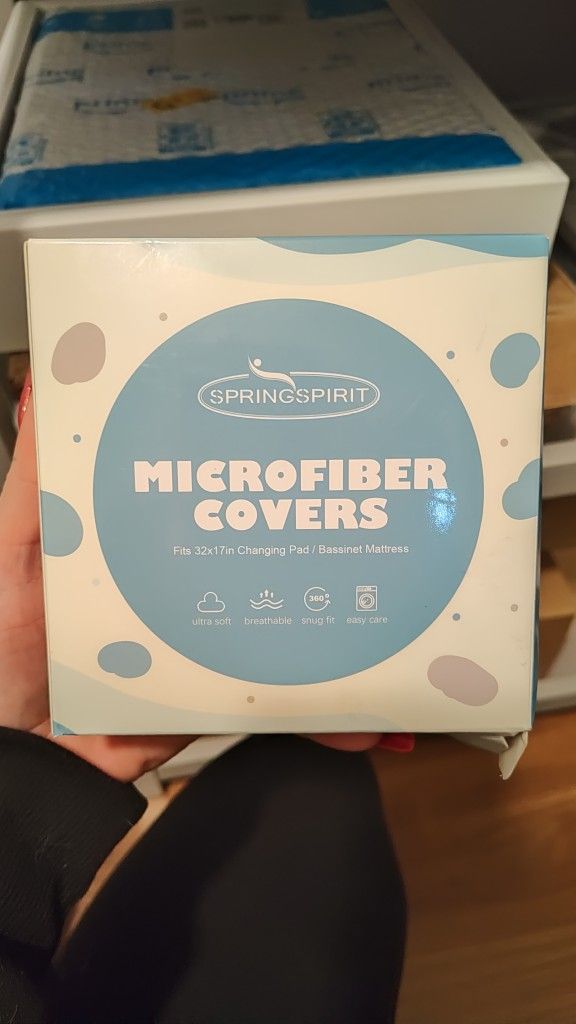 SPRINGSPIRIT
MICROFIBER
COVERS
Fits 32x17in Changing Pad / Bassinet Mattress
360°
ultra soft breathable snug fit easy care